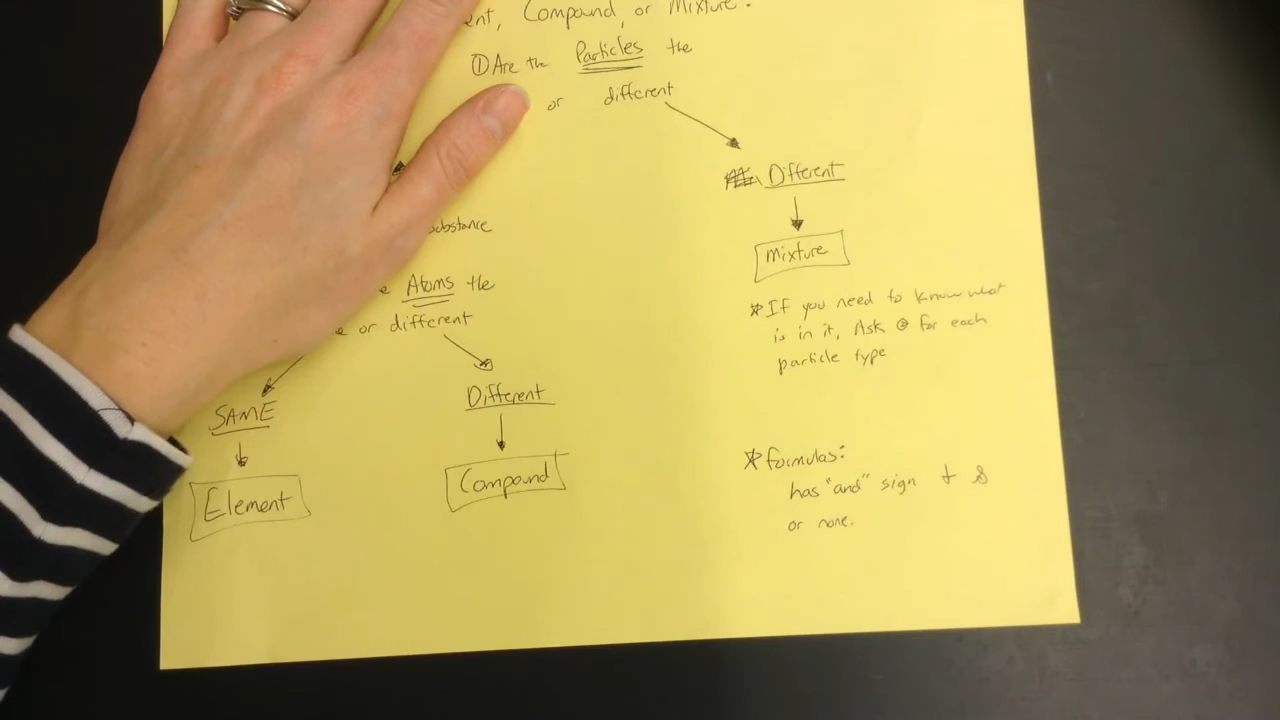 ent, Compound, or Mixture.
① Are the Particles the
or different
Different
mixture
substance
Atoms the
e or different
* If you need to know what
is in it, Ask ② for each
particle type
SAME
Different
Element
Compound
* formulas:
has "and" sign + &
or none.